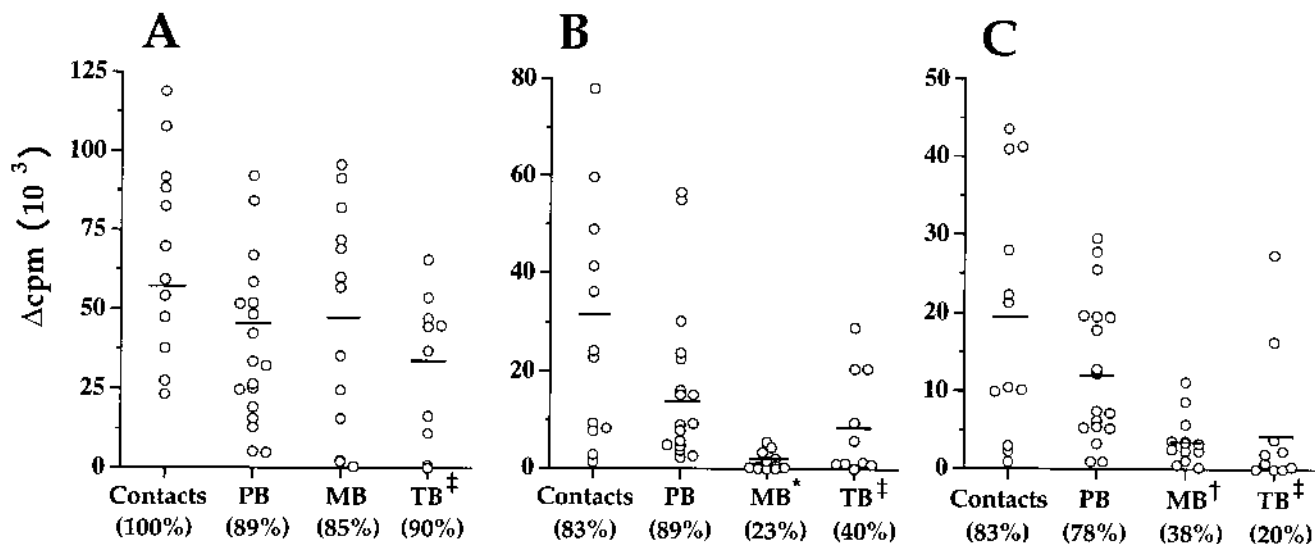 A
B
C
Δcpm (10³)
125
100
75
50
25
0
80
60
40
20
0
50
40
30
20
10
0
Contacts PB MB TB‡
(100%) (89%) (85%) (90%)
Contacts PB MB* TB‡
(83%) (89%) (23%) (40%)
Contacts PB MB† TB‡
(83%) (78%) (38%) (20%)